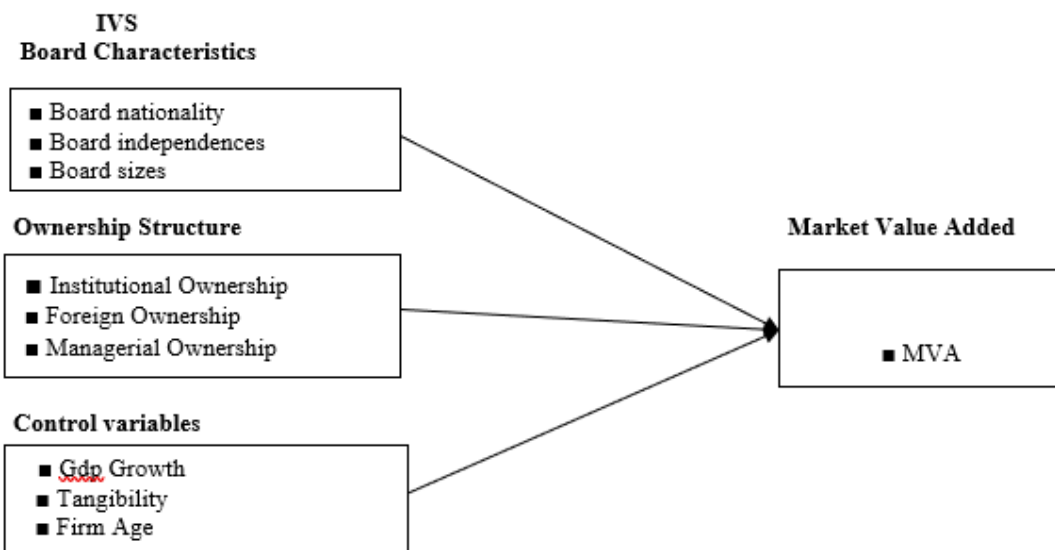 IVS
Board Characteristics
■ Board nationality
■ Board independences
■ Board sizes
Ownership Structure
■ Institutional Ownership
■ Foreign Ownership
■ Managerial Ownership
Market Value Added
■ MVA
Control variables
■ Gdp Growth
■ Tangibility
■ Firm Age